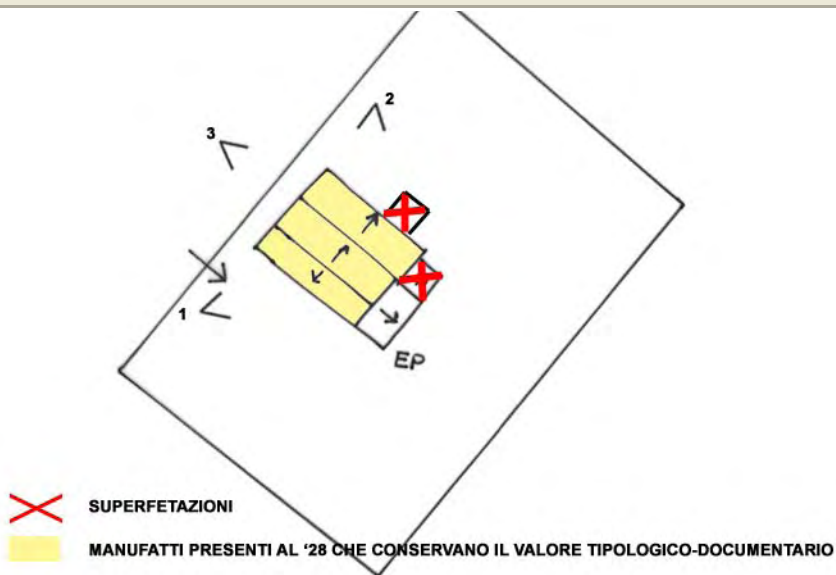 2
3
1
EP
SUPERFETAZIONI
MANUFATTI PRESENTI AL '28 CHE CONSERVANO IL VALORE TIPOLOGICO-DOCUMENTARIO